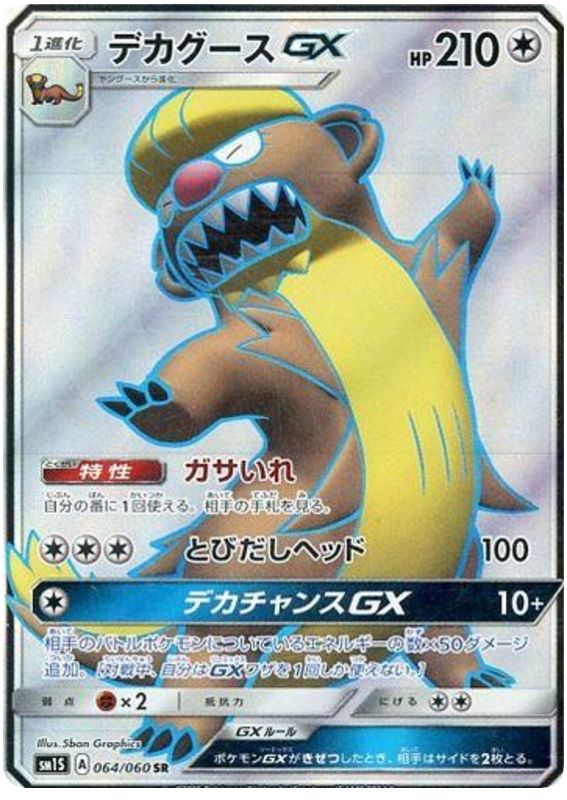 1進化 デカグースGX HP210
ヤングースから進化
とくせい
特性 ガサいれ
自分の番に1回使える。相手の手札を見る。
とびだしヘッド 100
デカチャンスGX 10+
相手のバトルポケモンについているエネルギーの数×50ダメージ
追加。[対戦中、自分はGXワザを1回しか使えない。]
弱点 ×2 抵抗力 にげる
GXルール
Illus. 5ban Graphics
ポケモンGXがきぜつしたとき、相手はサイドを2枚とる。
SM1S A 064/060 SR